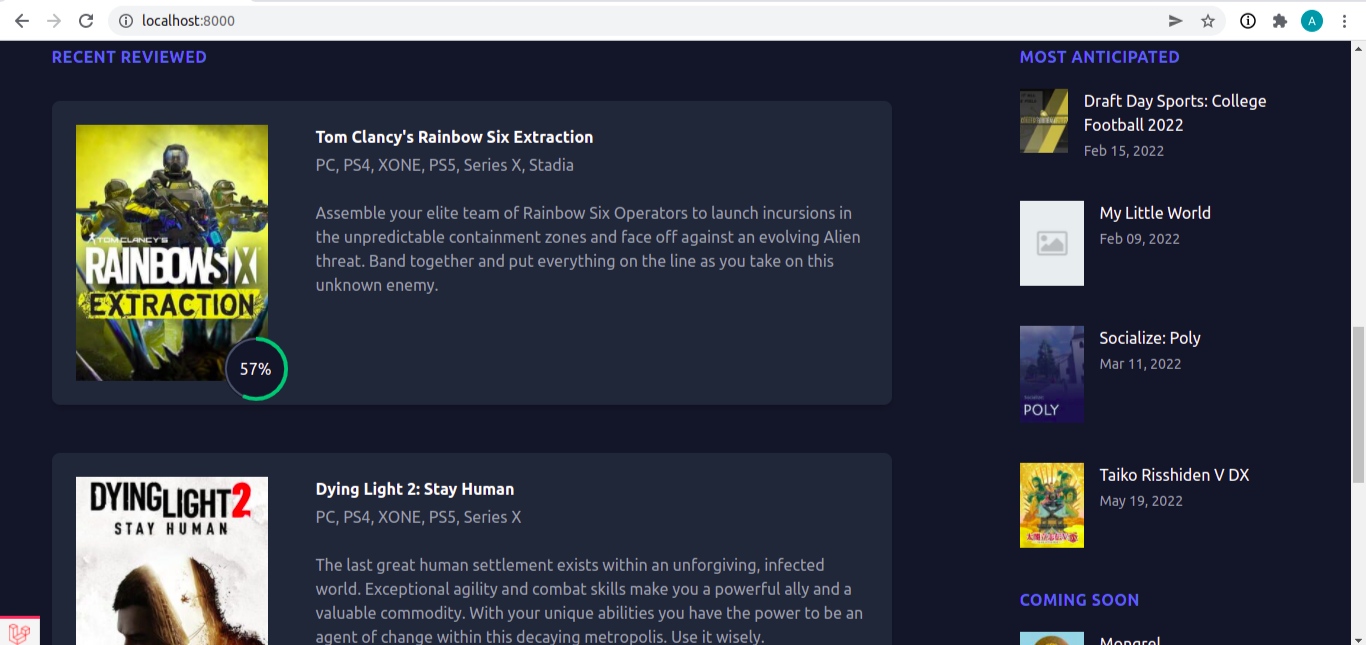 localhost:8000
A
RECENT REVIEWED
TOM CLANCY'S
RAINBOW SIX
EXTRACTION
57%
Tom Clancy's Rainbow Six Extraction
PC, PS4, XONE, PS5, Series X, Stadia
Assemble your elite team of Rainbow Six Operators to launch incursions in
the unpredictable containment zones and face off against an evolving Alien
threat. Band together and put everything on the line as you take on this
unknown enemy.
DYING LIGHT 2
STAY HUMAN
Dying Light 2: Stay Human
PC, PS4, XONE, PS5, Series X
The last great human settlement exists within an unforgiving, infected
world. Exceptional agility and combat skills make you a powerful ally and a
valuable commodity. With your unique abilities you have the power to be an
agent of change within this decaying metropolis. Use it wisely.
MOST ANTICIPATED
Draft Day Sports: College
Football 2022
Feb 15, 2022
My Little World
Feb 09, 2022
POLY
Socialize: Poly
Mar 11, 2022
Taiko Risshiden V DX
May 19, 2022
COMING SOON
Mongrel